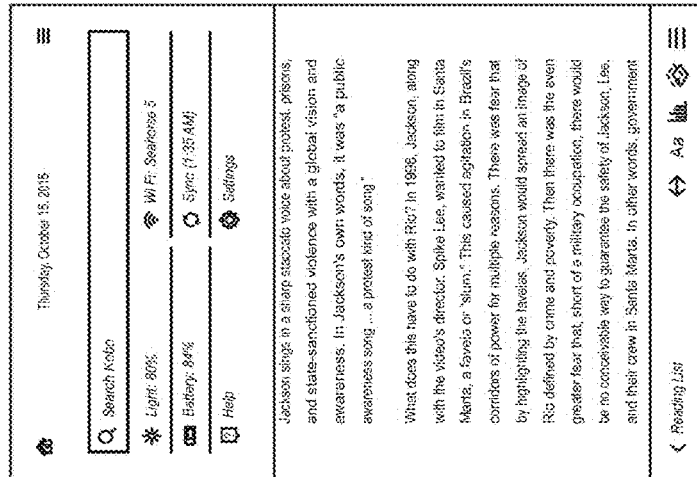 Thursday, October 15, 2015
Search Kobo
Light: 80%
Wi Fi: Seahorse 5
Battery: 84%
Sync (1:35 AM)
Help
Settings
Jackson sings in a sharp staccato voice about protest, prisons,
and state-sanctioned violence with a global vision and
awareness. In Jackson's own words, it was "a public
awareness song ... a protest kind of song"
What does this have to do with Rio? In 1996, Jackson, along
with the video's director, Spike Lee, wanted to film in Santa
Marta, a favela or "slum." This caused agitation in Brazil's
corridors of power for multiple reasons. There was fear that
by highlighting the favelas, Jackson would spread an image of
Rio defined by crime and poverty. Then there was the even
greater fear that, short of a military occupation, there would
be no conceivable way to guarantee the safety of Jackson, Lee,
and their crew in Santa Marta. In other words, government
Reading List
Aa